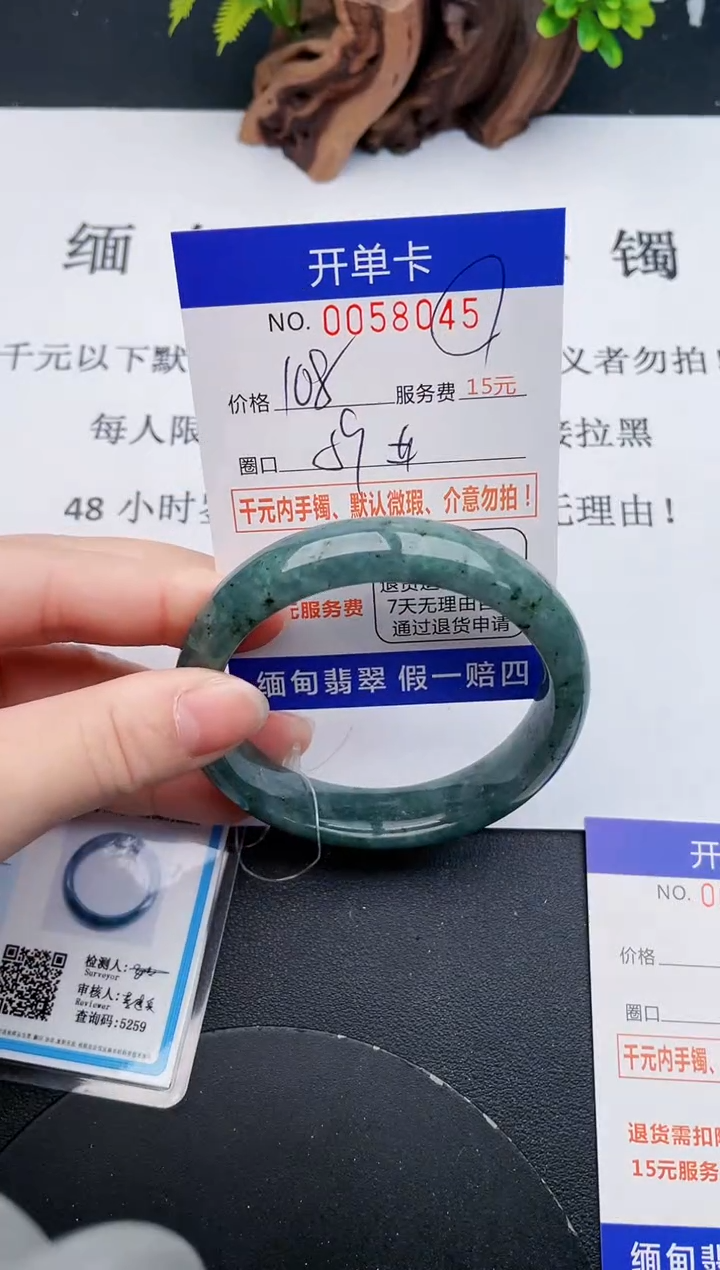 缅
镯
千元以下默
义者勿拍!
每人限
拉黑
48 小时
无理由!
开单卡
NO. 0058045
价格 108 服务费 15元
圈口 59
千元内手镯、默认微瑕、介意勿拍!
元服务费
7天无理由
通过退货申请
缅甸翡翠 假一赔四
检测人:
Surveyor
审核人:
Reviewer
查询码:5259
开
NO. 0
价格
圈口
千元内手镯、
退货需扣
15元服务
缅甸翡